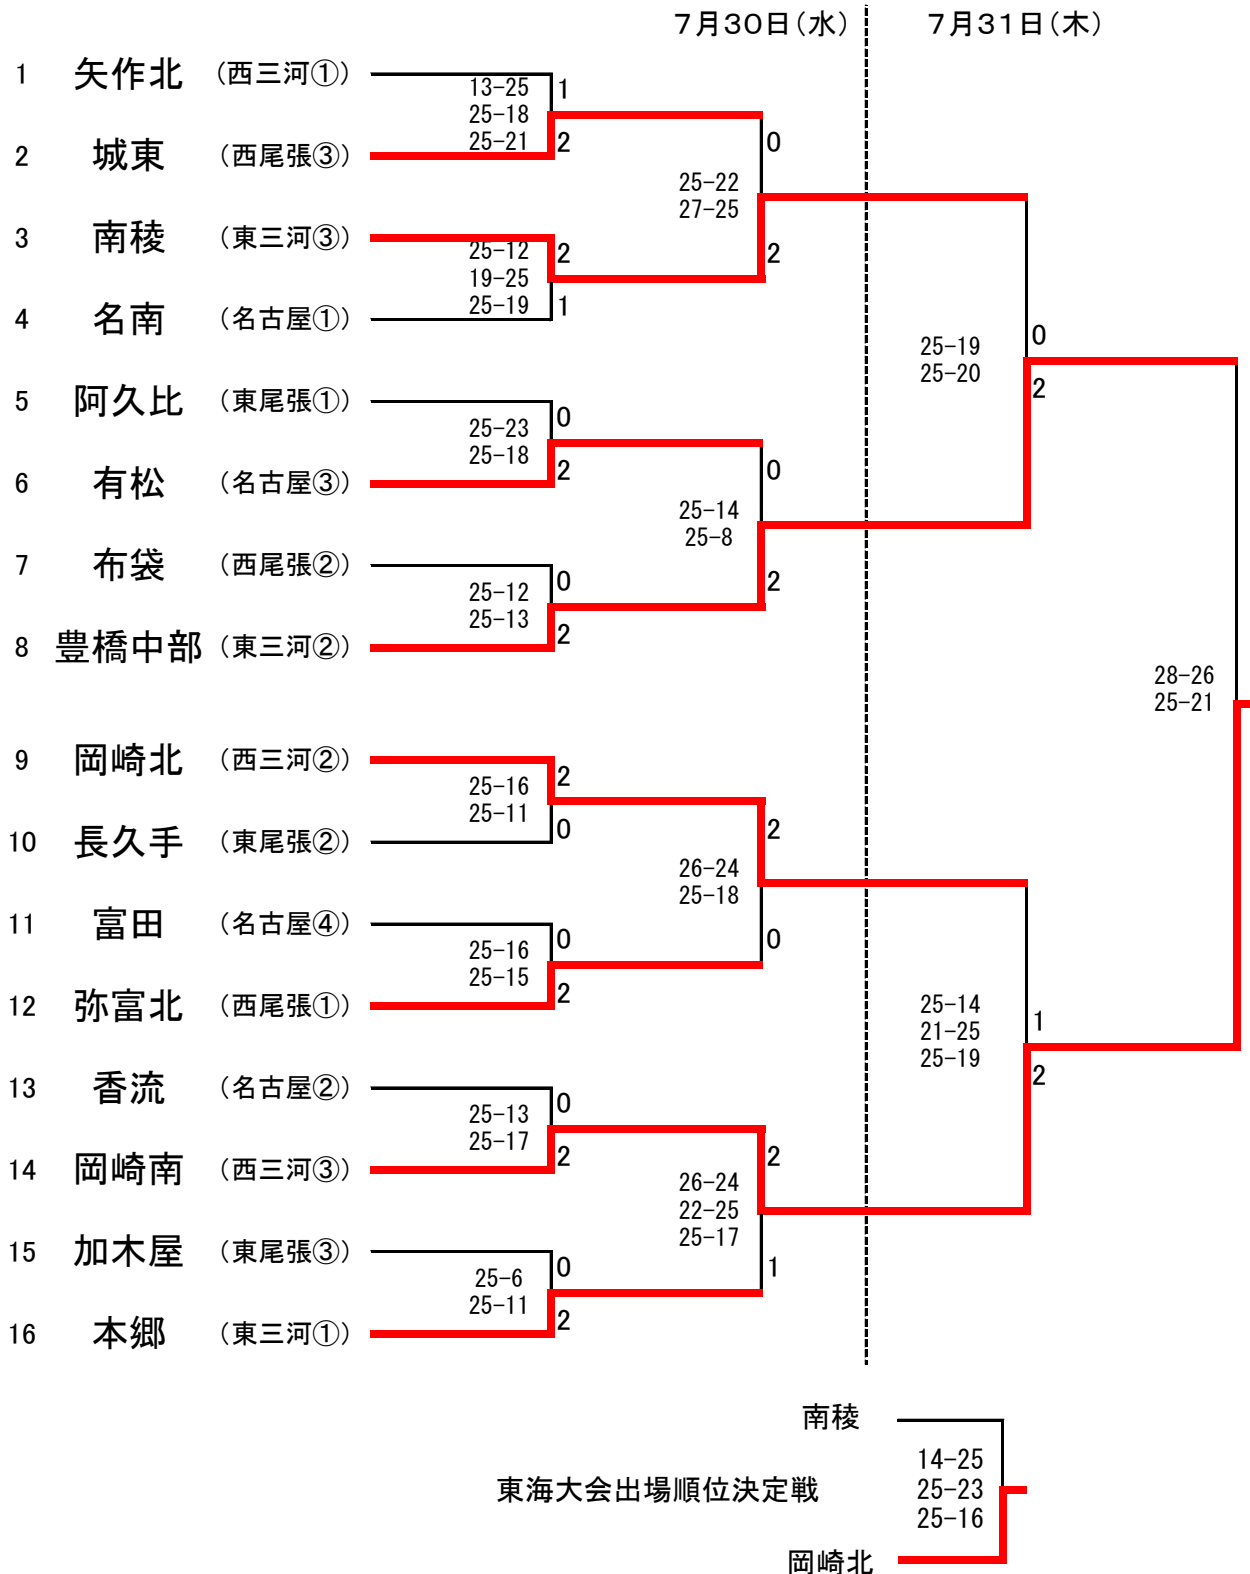 7月30日（水）
7月31日（木）
1 矢作北 （西三河①）
13-25 1
25-18
25-21 2
2 城東 （西尾張③）
0
25-22
27-25
2
3 南稜 （東三河③）
25-12 2
19-25
25-19 1
4 名南 （名古屋①）
25-19 0
25-20 2
5 阿久比 （東尾張①）
25-23 0
25-18 2
6 有松 （名古屋③）
0
25-14
25-8
2
7 布袋 （西尾張②）
25-12 0
25-13 2
8 豊橋中部 （東三河②）
28-26
25-21
9 岡崎北 （西三河②）
25-16 2
25-11 0
10 長久手 （東尾張②）
2
26-24
25-18
0
11 富田 （名古屋④）
25-16 0
25-15 2
12 弥富北 （西尾張①）
25-14
21-25 1
25-19 2
13 香流 （名古屋②）
25-13 0
25-17 2
14 岡崎南 （西三河③）
2
26-24
22-25
25-17
1
15 加木屋 （東尾張③）
25-6 0
25-11 2
16 本郷 （東三河①）
南稜
14-25
東海大会出場順位決定戦 25-23
25-16
岡崎北